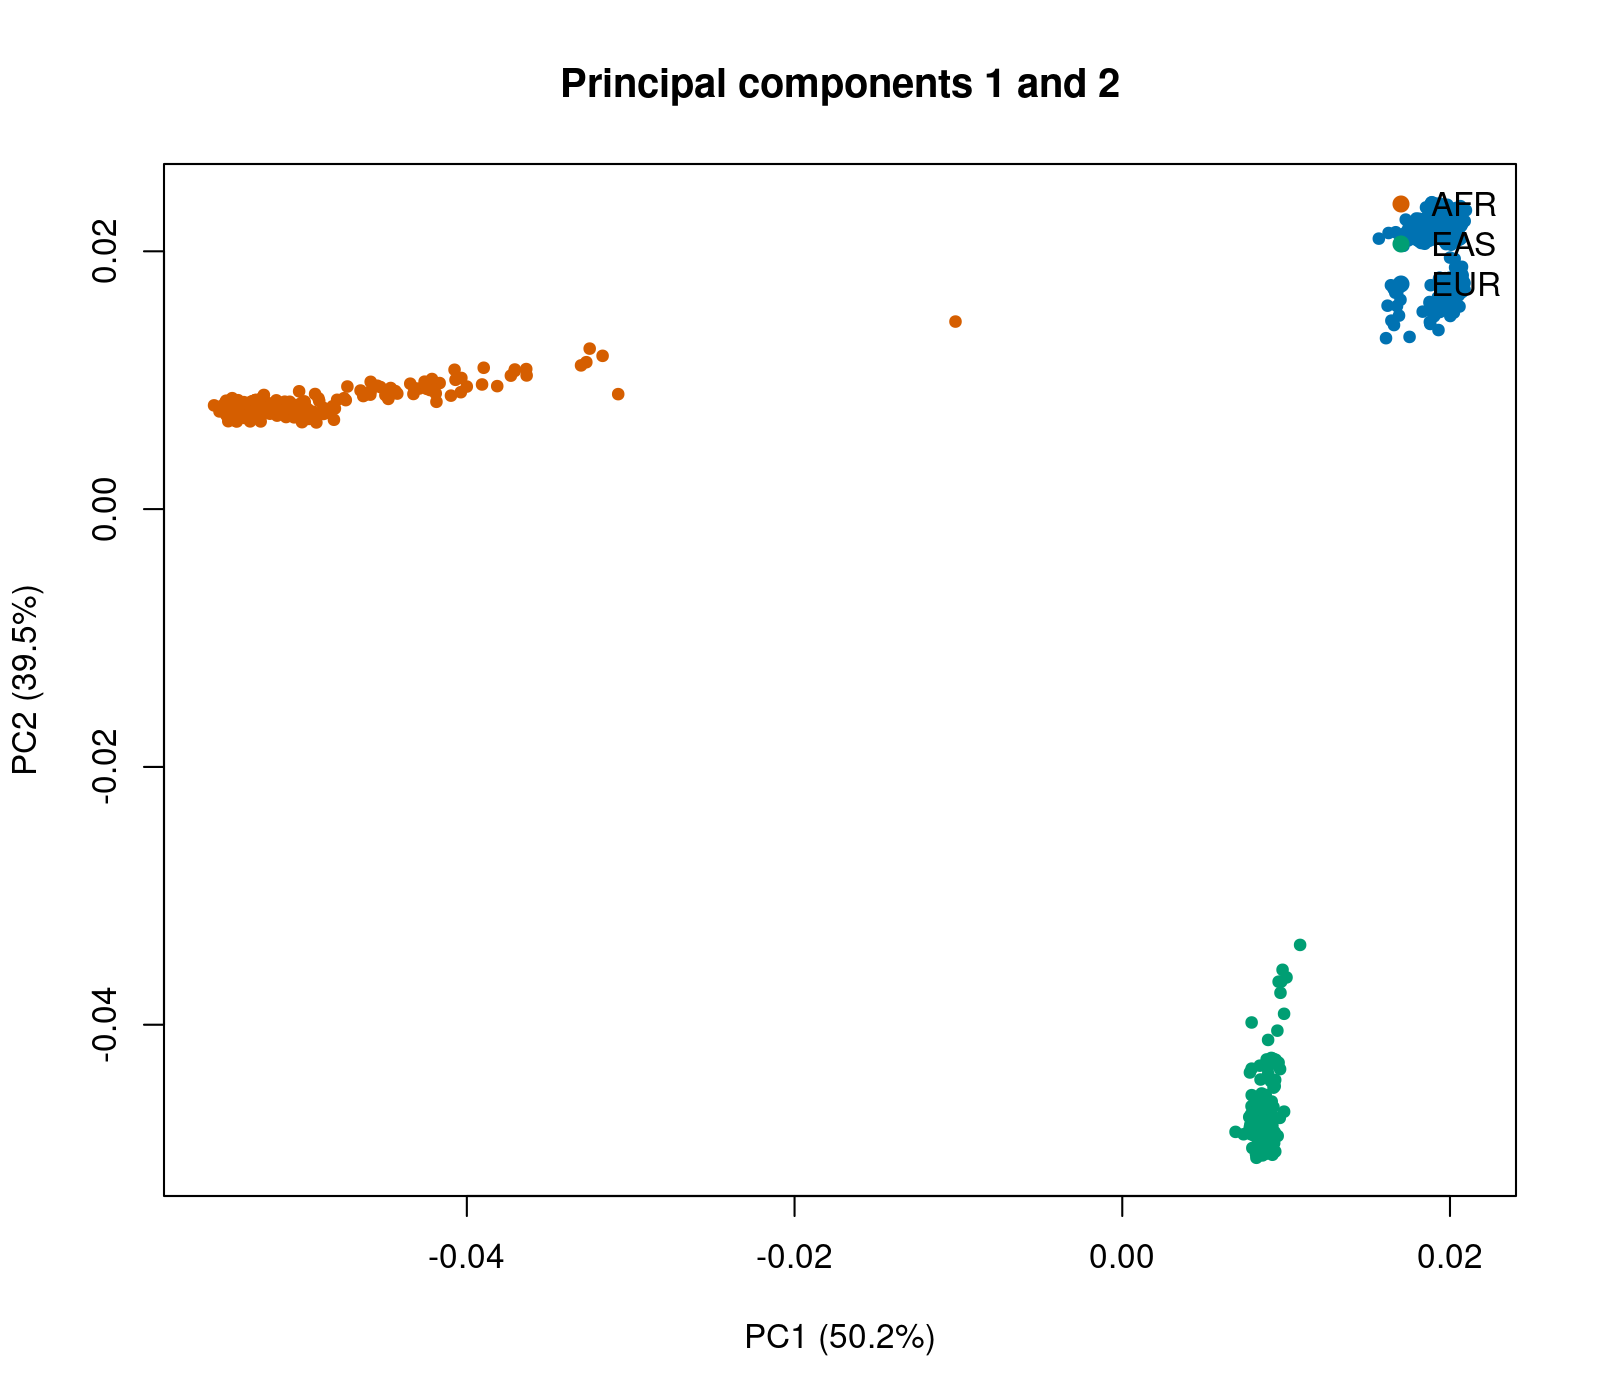 Principal components 1 and 2
AFR
EAS
EUR
0.02
0.00
-0.02
-0.04
PC2 (39.5%)
-0.04
-0.02
0.00
0.02
PC1 (50.2%)